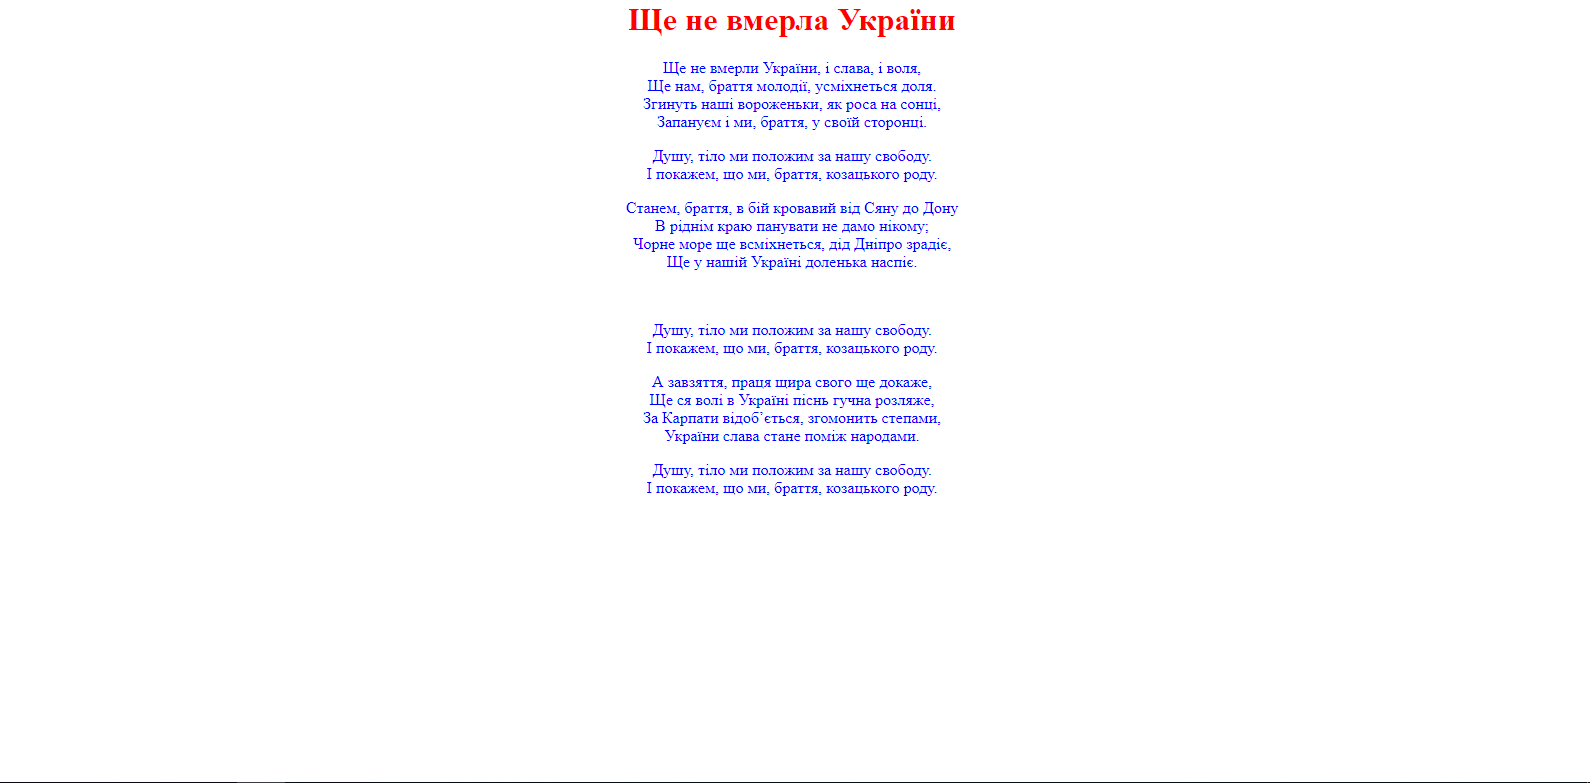 Ще не вмерла України
Ще не вмерли України, і слава, і воля,
Ще нам, браття молодії, усміхнеться доля.
Згинуть наші вороженьки, як роса на сонці,
Запануєм і ми, браття, у своїй сторонці.
Душу, тіло ми положим за нашу свободу.
І покажем, що ми, браття, козацького роду.
Станем, браття, в бій кровавий від Сяну до Дону
В ріднім краю панувати не дамо нікому;
Чорне море ще всміхнеться, дід Дніпро зрадіє,
Ще у нашій Україні доленька наспіє.
Душу, тіло ми положим за нашу свободу.
І покажем, що ми, браття, козацького роду.
А завзяття, праця щира свого ще докаже,
Ще ся волі в Україні піснь гучна розляже,
За Карпати відоб’ється, згомонить степами,
України слава стане поміж народами.
Душу, тіло ми положим за нашу свободу.
І покажем, що ми, браття, козацького роду.